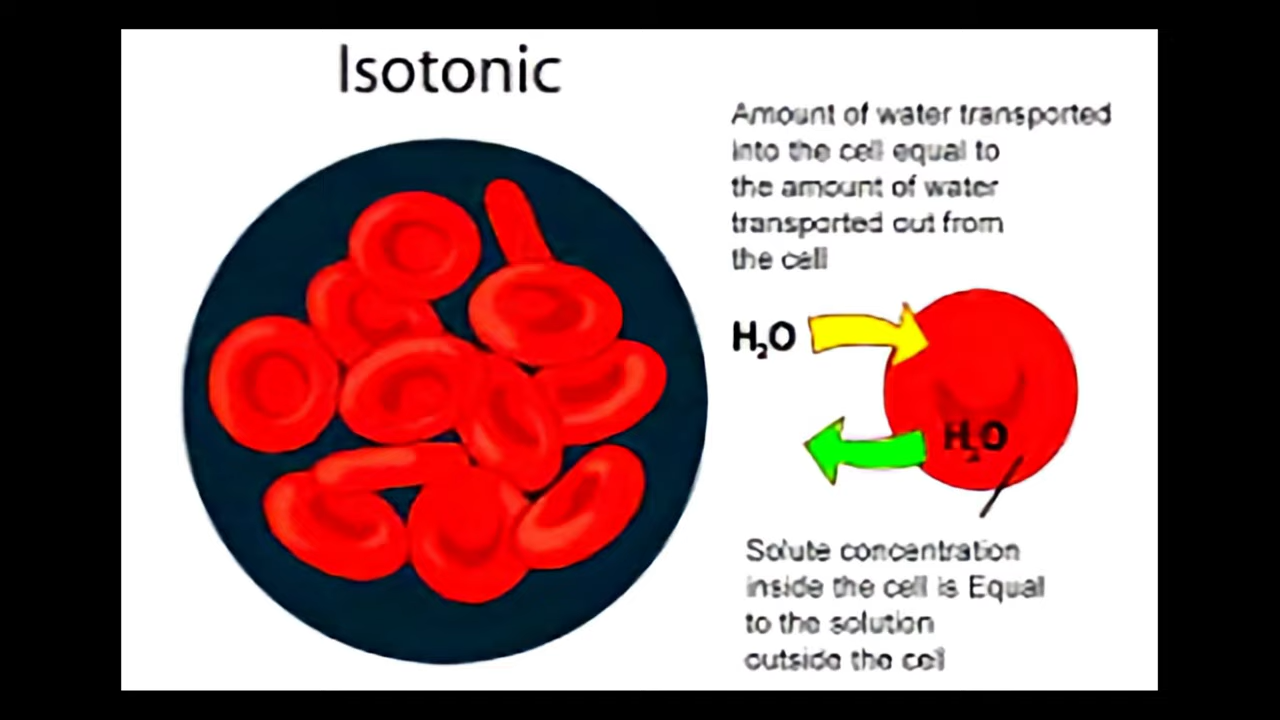 Isotonic
Amount of water transported
into the cell equal to
the amount of water
transported out from
the cell
H₂O
H₂O
Solute concentration
inside the cell is Equal
to the solution
outside the cell